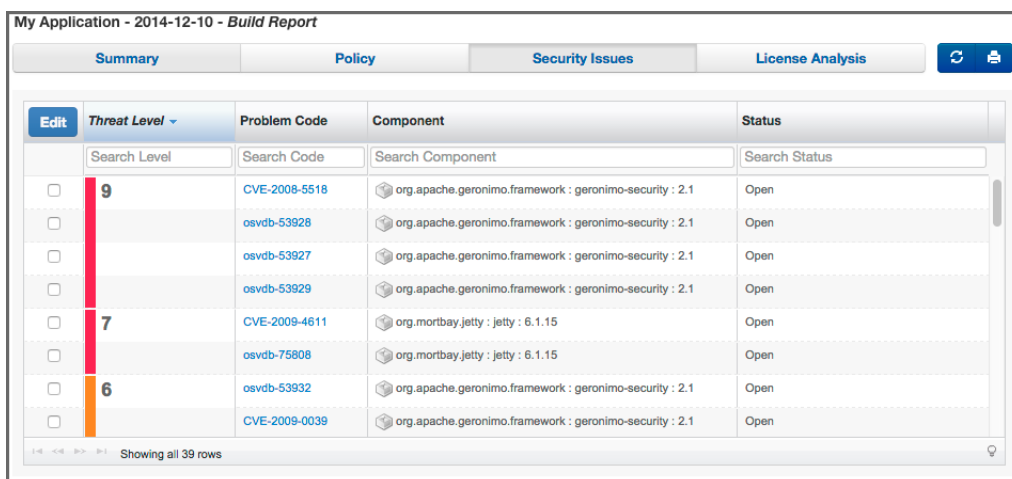 My Application - 2014-12-10 - Build Report
Summary Policy Security Issues License Analysis
Edit Threat Level Problem Code Component Status
Search Level Search Code Search Component Search Status
9 CVE-2008-5518 org.apache.geronimo.framework : geronimo-security : 2.1 Open
osvdb-53928 org.apache.geronimo.framework : geronimo-security : 2.1 Open
osvdb-53927 org.apache.geronimo.framework : geronimo-security : 2.1 Open
osvdb-53929 org.apache.geronimo.framework : geronimo-security : 2.1 Open
7 CVE-2009-4611 org.mortbay.jetty : jetty : 6.1.15 Open
osvdb-75808 org.mortbay.jetty : jetty : 6.1.15 Open
6 osvdb-53932 org.apache.geronimo.framework : geronimo-security : 2.1 Open
CVE-2009-0039 org.apache.geronimo.framework : geronimo-security : 2.1 Open
Showing all 39 rows